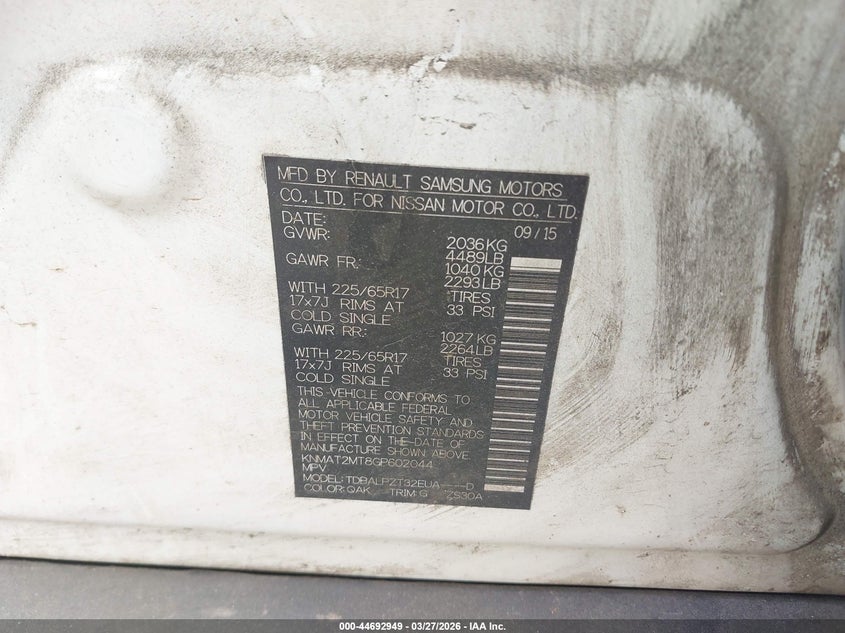 MFD BY RENAULT SAMSUNG MOTORS
CO., LTD. FOR NISSAN MOTOR CO., LTD.
DATE: 09/15
GVWR: 2036KG
4489LB
GAWR FR.: 1040KG
2293LB
WITH 225/65R17 TIRES
17x7J RIMS AT 33 PSI
COLD SINGLE
GAWR RR.: 1027KG
2264LB
WITH 225/65R17 TIRES
17x7J RIMS AT 33 PSI
COLD SINGLE
THIS VEHICLE CONFORMS TO
ALL APPLICABLE FEDERAL
MOTOR VEHICLE SAFETY AND
THEFT PREVENTION STANDARDS
IN EFFECT ON THE-DATE OF
MANUFACTURE SHOWN ABOVE.
KNMAT2MT8GP602044
MPV
MODEL:
COLOR:QAK TRIM:G
000-44692949 | 03/27/2026 - IAA Inc.